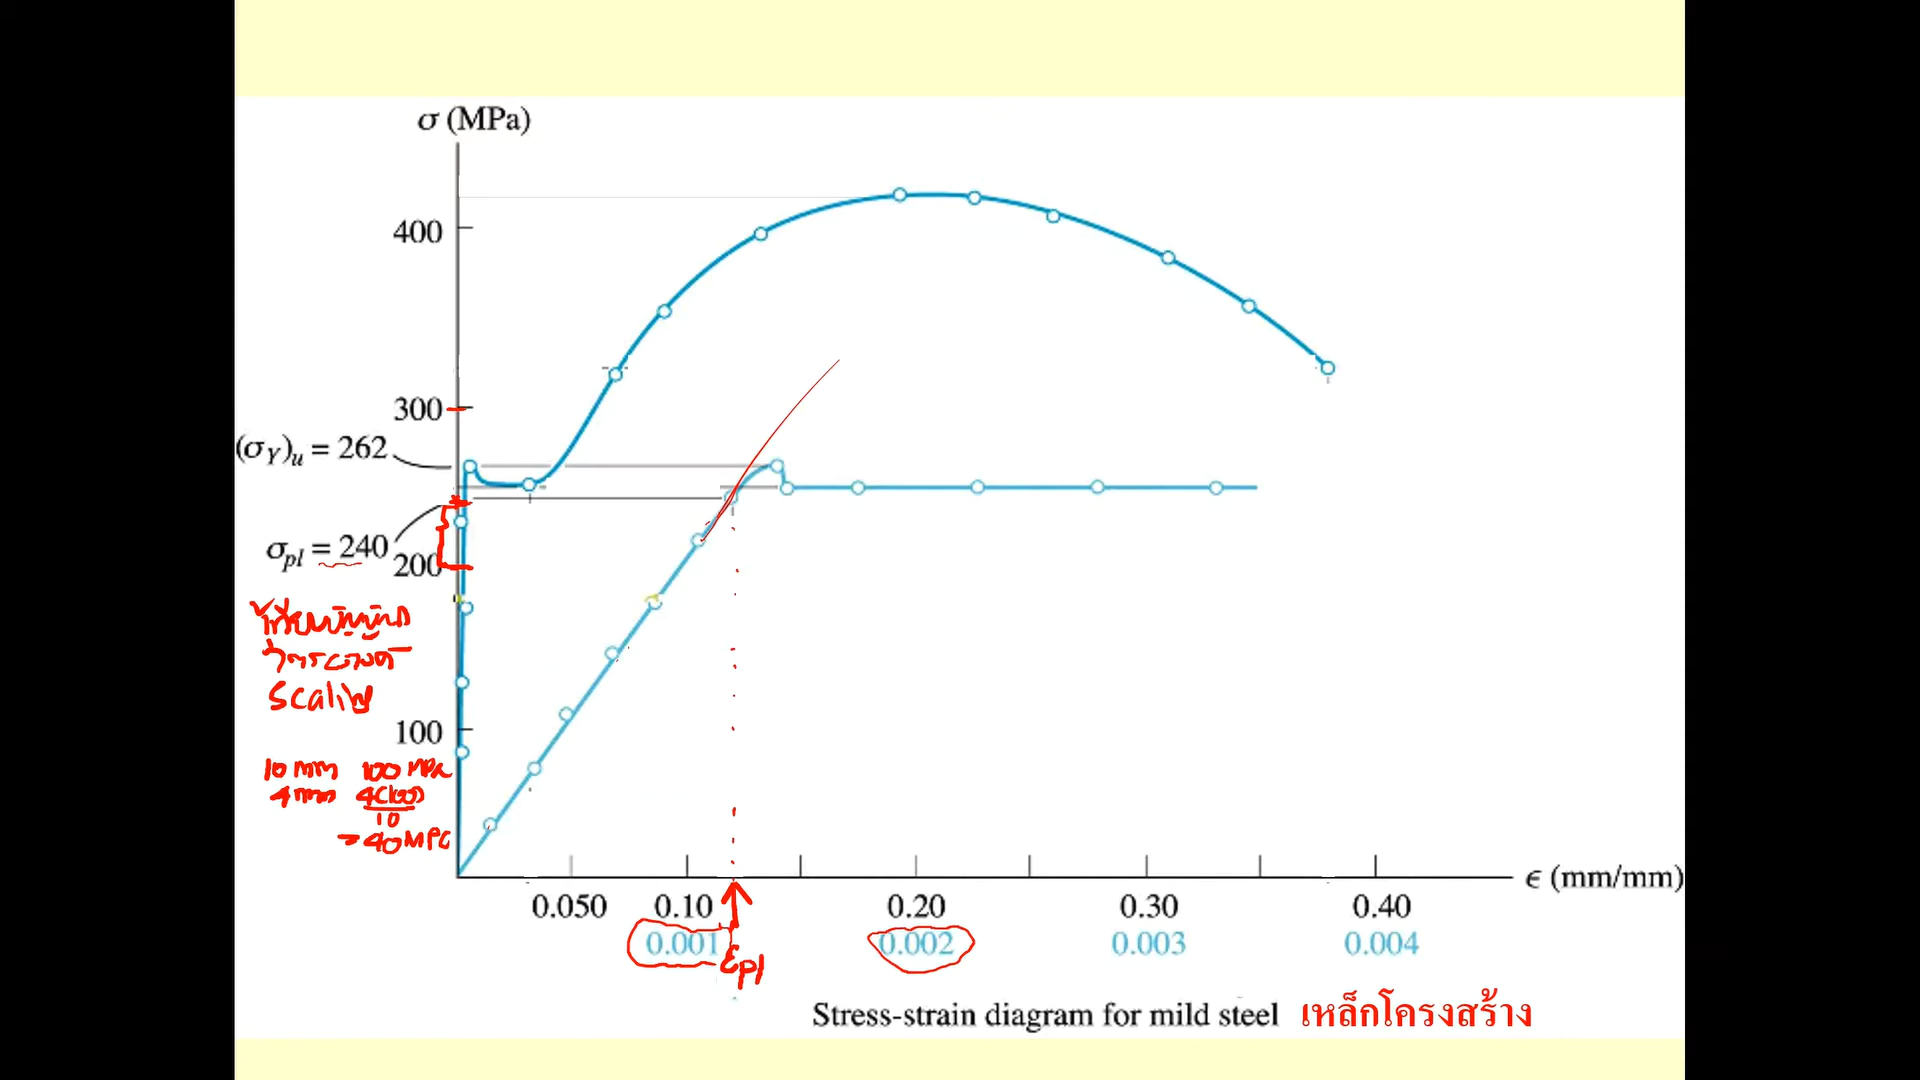 σ (MPa)
400
300
(σY)u = 262
σpl = 240
200
scaling
100
10 mm 100 MPa
4 mm 4(100)
10
= 40 MPa
ϵ (mm/mm)
0.050 0.10 0.20 0.30 0.40
0.001 0.002 0.003 0.004
εpl
Stress-strain diagram for mild steel เหล็กโครงสร้าง